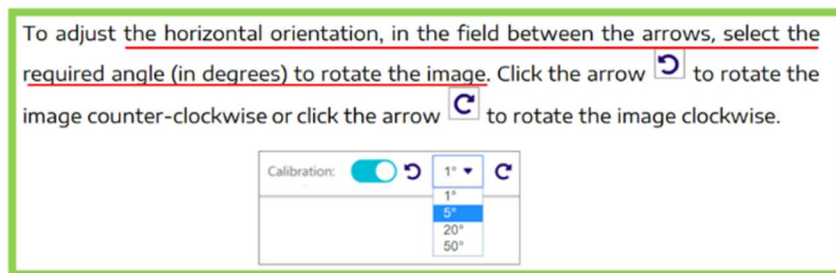 To adjust the horizontal orientation, in the field between the arrows, select the
required angle (in degrees) to rotate the image. Click the arrow to rotate the
image counter-clockwise or click the arrow to rotate the image clockwise.
Calibration: 1°
1°
5°
20°
50°